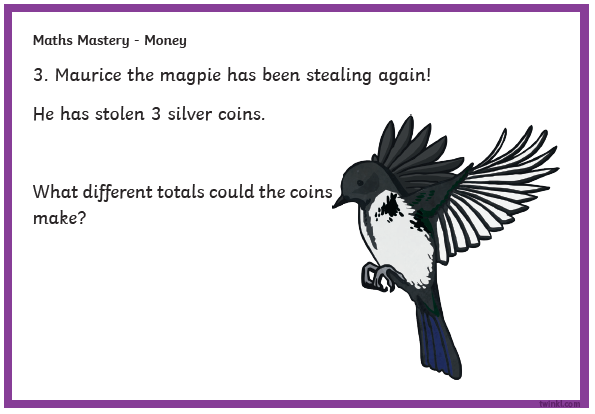 Maths Mastery - Money
3. Maurice the magpie has been stealing again!
He has stolen 3 silver coins.
What different totals could the coins
make?
twinkl.com